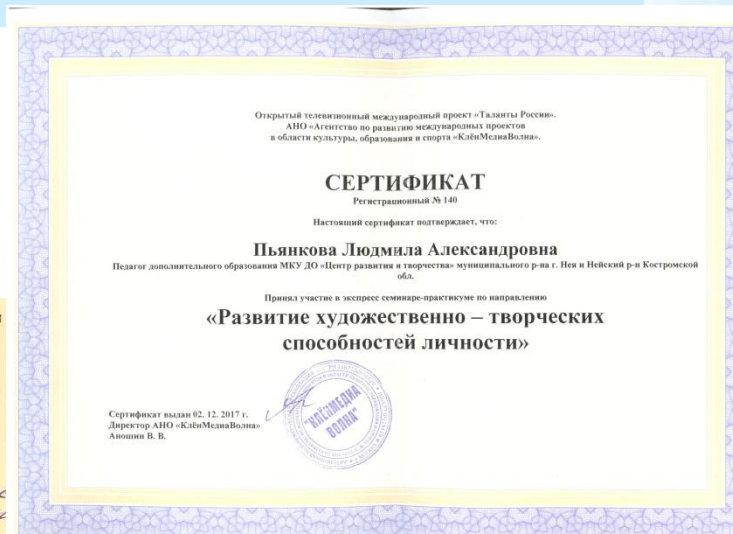 Открытый телевизионный международный проект «Таланты России».
АНО «Агентство по развитию международных проектов
в области культуры, образования и спорта «КлёнМедиаВолна».
СЕРТИФИКАТ
Регистрационный № 140
Настоящий сертификат подтверждает, что:
Пьянкова Людмила Александровна
Педагог дополнительного образования МКУ ДО «Центр развития и творчества» муниципального р-на г. Нея и Нейский р-н Костромской
обл.
Принял участие в экспресс семинаре-практикуме по направлению
«Развитие художественно – творческих
способностей личности»
Сертификат выдан 02. 12. 2017 г.
Директор АНО «КлёнМедиаВолна»
Аношин В. В.
"КЛЁНМЕДИА
ВОЛНА"